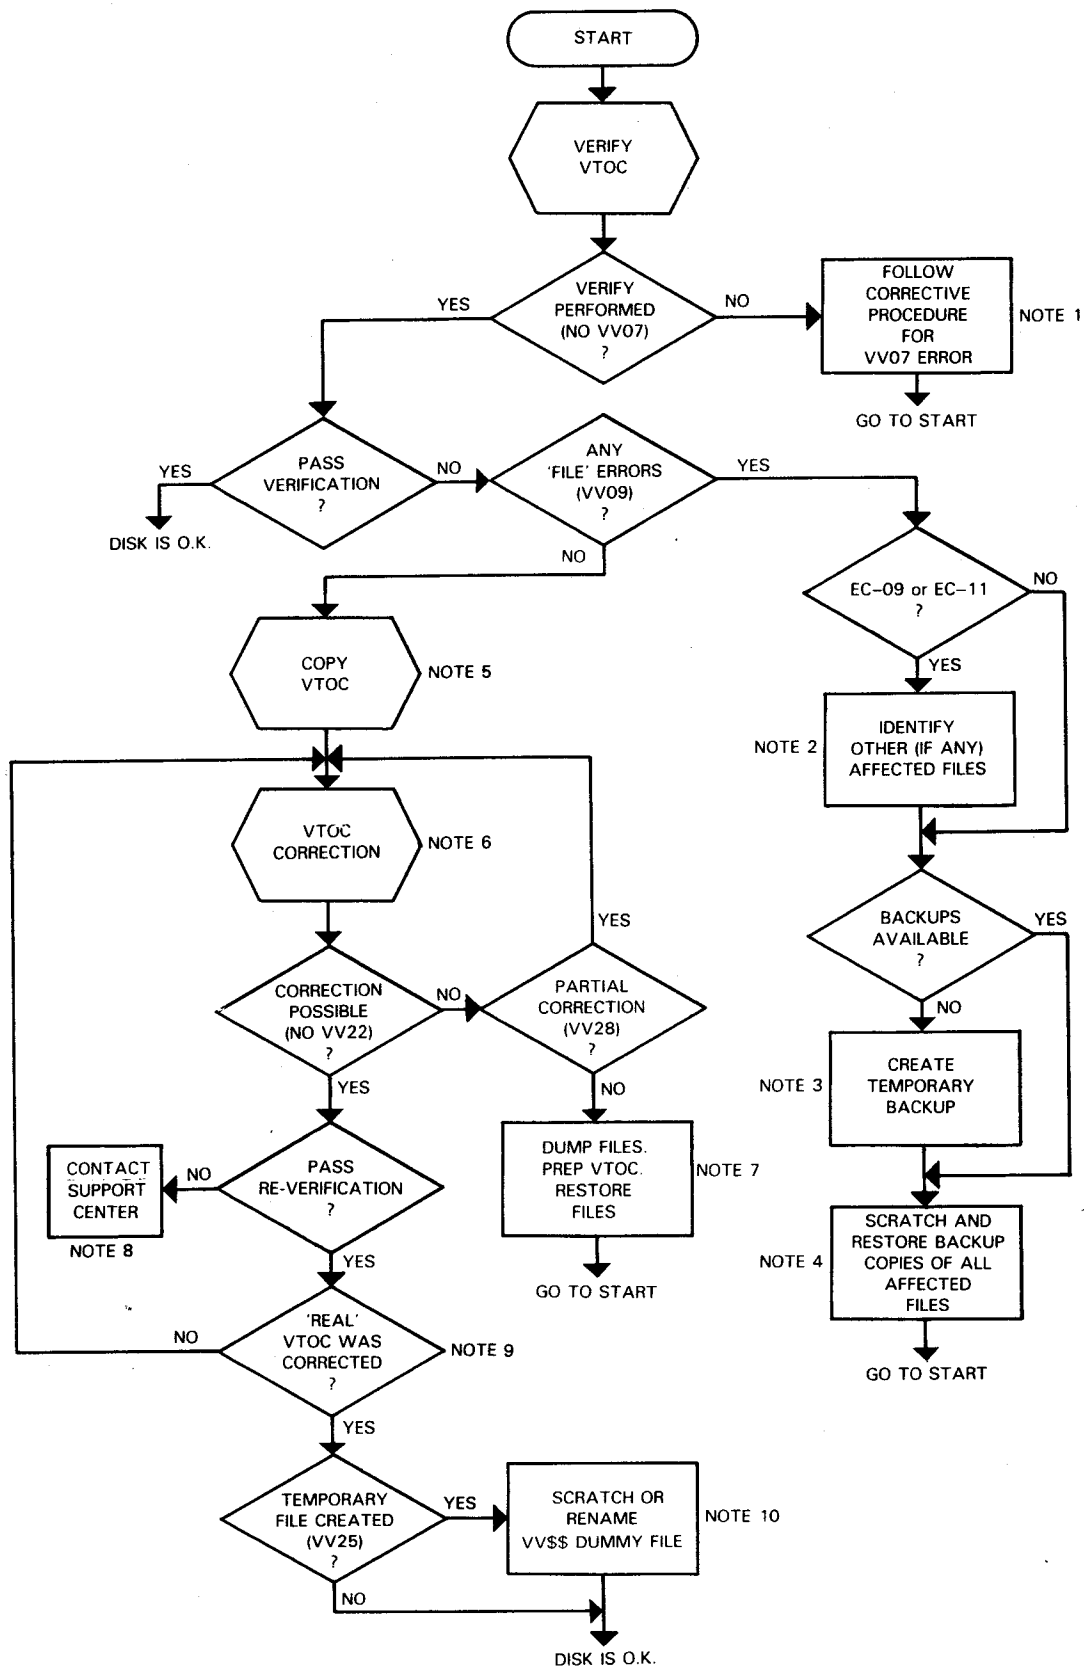 START
VERIFY
VTOC
VERIFY
PERFORMED
(NO VV07)
?
YES
NO
FOLLOW
CORRECTIVE
PROCEDURE
FOR
VV07 ERROR
NOTE 1
GO TO START
PASS
VERIFICATION
?
YES
NO
DISK IS O.K.
ANY
'FILE' ERRORS
(VV09)
?
YES
NO
EC-09 or EC-11
?
NO
YES
COPY
VTOC
NOTE 5
NOTE 2
IDENTIFY
OTHER (IF ANY)
AFFECTED FILES
VTOC
CORRECTION
NOTE 6
BACKUPS
AVAILABLE
?
YES
NO
CORRECTION
POSSIBLE
(NO VV22)
?
NO
YES
PARTIAL
CORRECTION
(VV28)
?
YES
NO
NOTE 3
CREATE
TEMPORARY
BACKUP
CONTACT
SUPPORT
CENTER
NOTE 8
NO
PASS
RE-VERIFICATION
?
YES
DUMP FILES.
PREP VTOC.
RESTORE
FILES
NOTE 7
GO TO START
NOTE 4
SCRATCH AND
RESTORE BACKUP
COPIES OF ALL
AFFECTED
FILES
GO TO START
NO
'REAL'
VTOC WAS
CORRECTED
?
NOTE 9
YES
TEMPORARY
FILE CREATED
(VV25)
?
YES
NO
SCRATCH OR
RENAME
VV$$ DUMMY FILE
NOTE 10
DISK IS O.K.